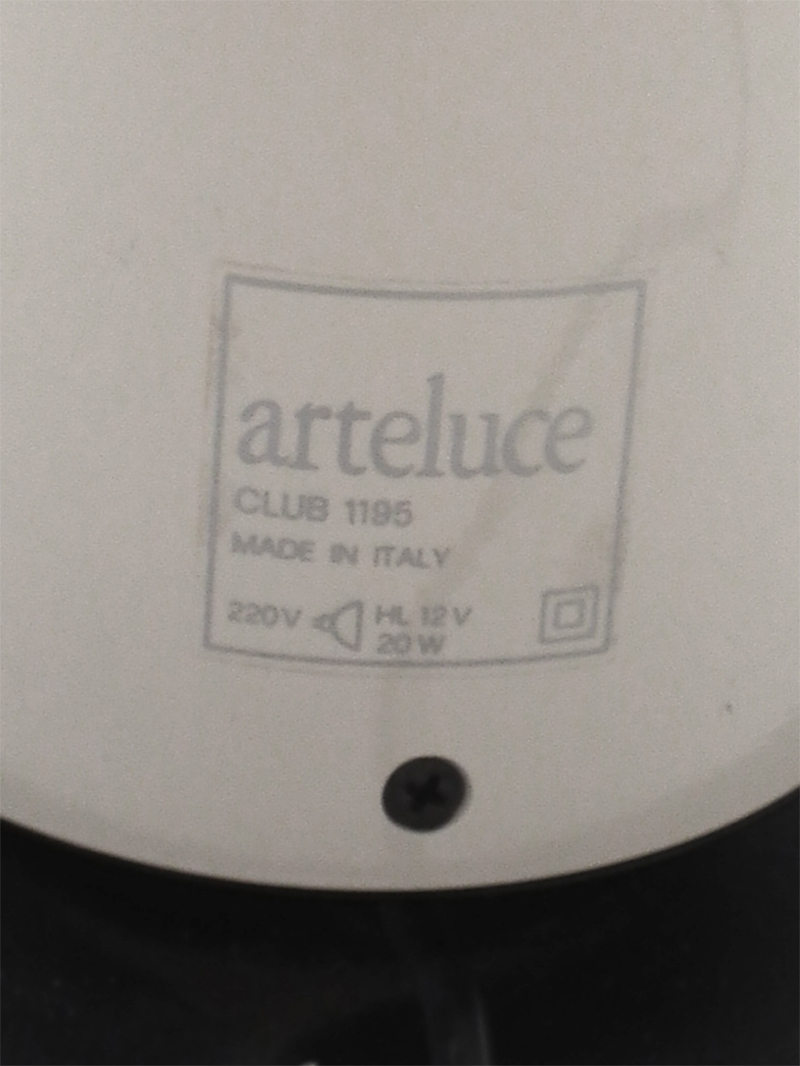 arteluce
CLUB 1195
MADE IN ITALY
220V HL 12V
20W